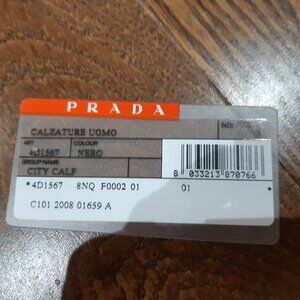 PRADA
CALZATURE UOMO
ART. COLOUR
4D1567 NERO
GROUP NAME
CITY CALF
8 033213 870766
*4D1567 8NQ F0002 01 01 *
C101 2008 01659 A